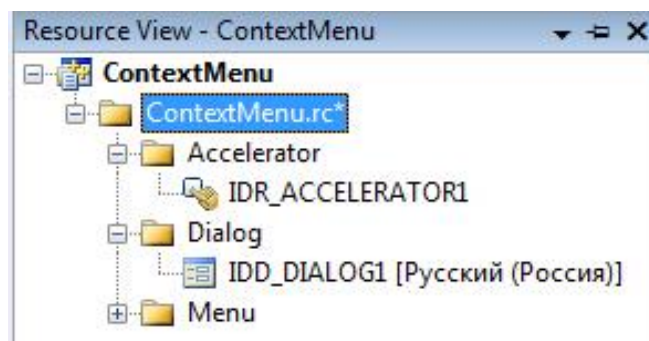 Resource View - ContextMenu
ContextMenu
ContextMenu.rc*
Accelerator
IDR_ACCELERATOR1
Dialog
IDD_DIALOG1 [Русский (Россия)]
Menu